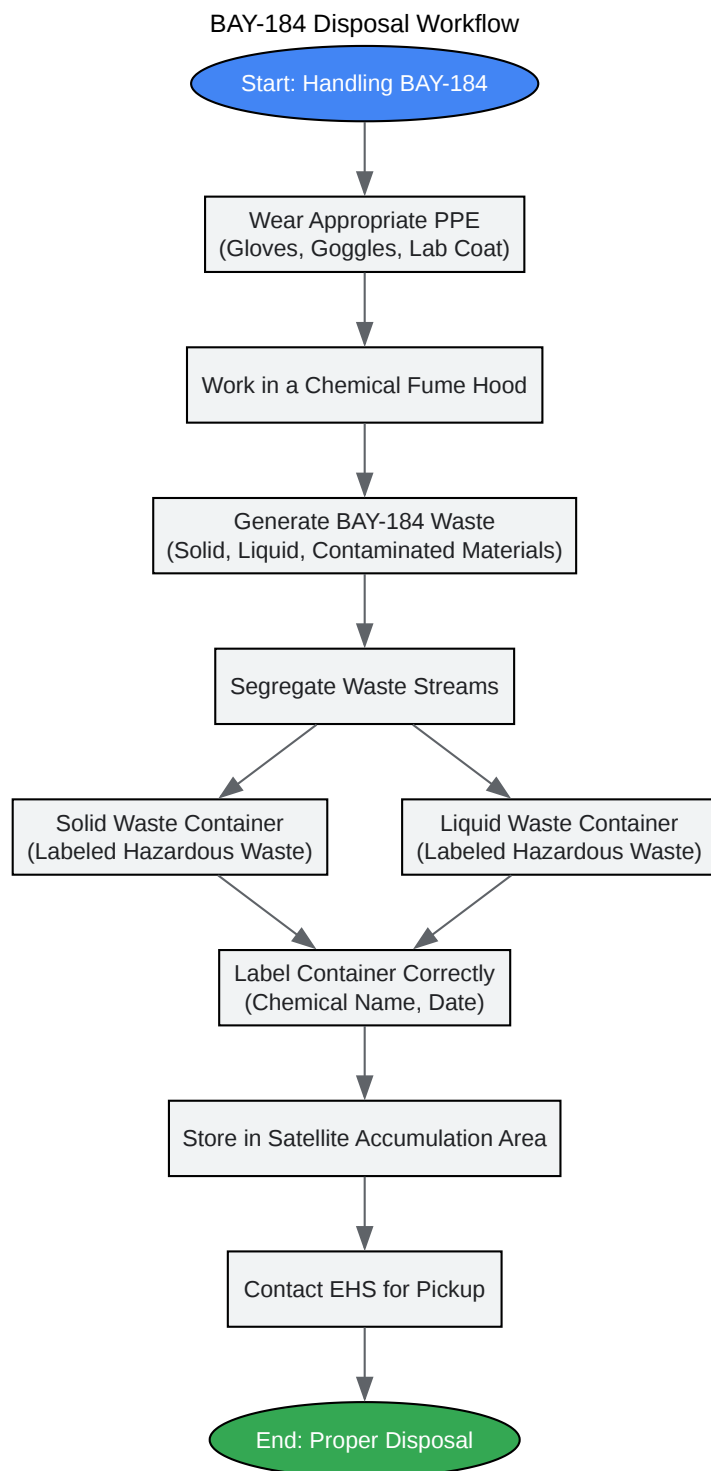 BAY-184 Disposal Workflow
Start: Handling BAY-184
Wear Appropriate PPE
(Gloves, Goggles, Lab Coat)
Work in a Chemical Fume Hood
Generate BAY-184 Waste
(Solid, Liquid, Contaminated Materials)
Segregate Waste Streams
Solid Waste Container
(Labeled Hazardous Waste)
Liquid Waste Container
(Labeled Hazardous Waste)
Label Container Correctly
(Chemical Name, Date)
Store in Satellite Accumulation Area
Contact EHS for Pickup
End: Proper Disposal